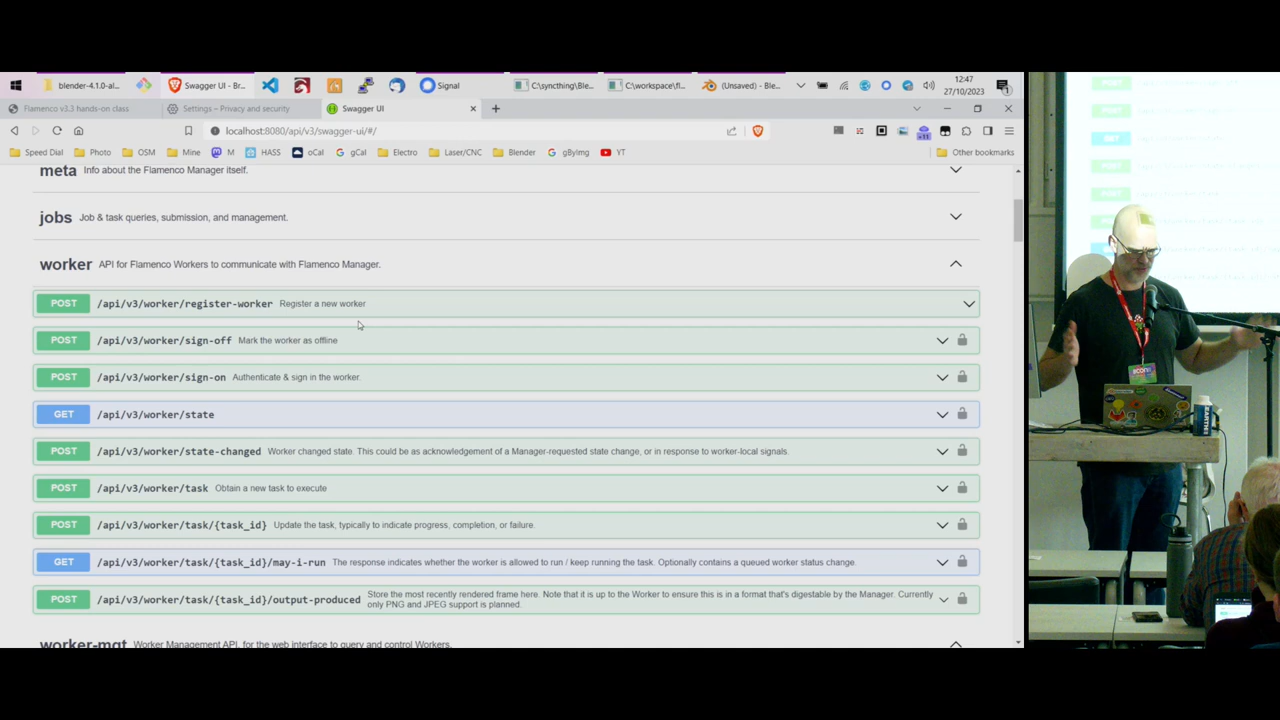 blender-4.1.0-al...
Swagger UI - Br...
Signal
C:\syncthing\Ble...
C:\workspace\fl...
(Unsaved) - Ble...
12:47
27/10/2023
Flamenco v3.3 hands-on class
Settings – Privacy and security
Swagger UI
localhost:8080/api/v3/swagger-ui/#/
Speed Dial
Photo
OSM
Mine
M
HASS
oCal
gCal
Electro
Laser/CNC
Blender
gByImg
YT
Other bookmarks
meta Info about the Flamenco Manager itself.
jobs Job & task queries, submission, and management.
worker API for Flamenco Workers to communicate with Flamenco Manager.
POST /api/v3/worker/register-worker Register a new worker
POST /api/v3/worker/sign-off Mark the worker as offline
POST /api/v3/worker/sign-on Authenticate & sign in the worker.
GET /api/v3/worker/state
POST /api/v3/worker/state-changed Worker changed state. This could be as acknowledgement of a Manager-requested state change, or in response to worker-local signals.
POST /api/v3/worker/task Obtain a new task to execute
POST /api/v3/worker/task/{task_id} Update the task, typically to indicate progress, completion, or failure.
GET /api/v3/worker/task/{task_id}/may-i-run The response indicates whether the worker is allowed to run / keep running the task. Optionally contains a queued worker status change.
POST /api/v3/worker/task/{task_id}/output-produced Store the most recently rendered frame here. Note that it is up to the Worker to ensure this is in a format that's digestable by the Manager. Currently
only PNG and JPEG support is planned.
worker-mgt Worker Management API, for the web interface to query and control Workers.